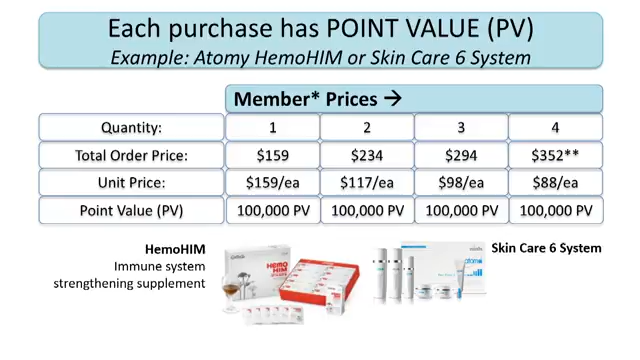 Each purchase has POINT VALUE (PV)
Example: Atomy HemoHIM or Skin Care 6 System
Member* Prices →
Quantity: 1 2 3 4
Total Order Price: $159 $234 $294 $352**
Unit Price: $159/ea $117/ea $98/ea $88/ea
Point Value (PV) 100,000 PV 100,000 PV 100,000 PV 100,000 PV
HemoHIM
Immune system
strengthening supplement
HEMO
HIM
Skin Care 6 System